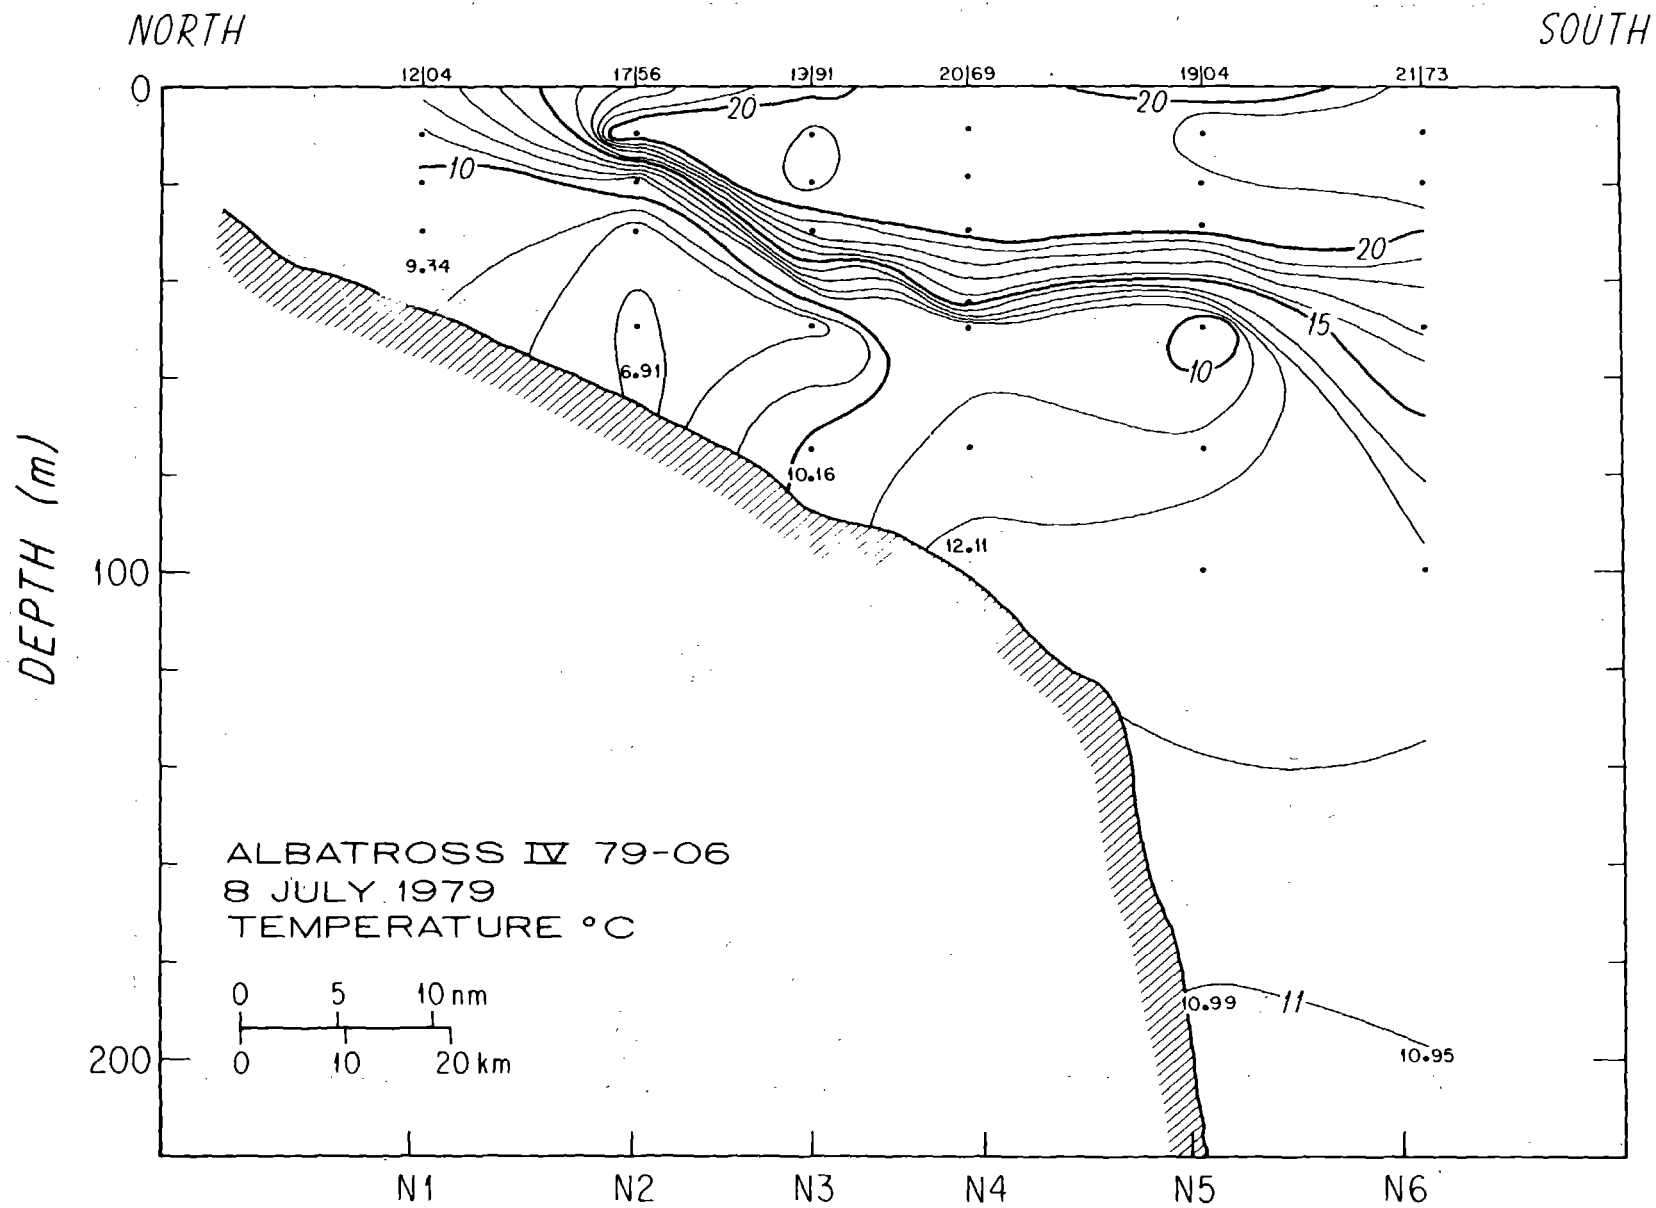 NORTH SOUTH
12|04 17|56 19|91 20|69 19|04 21|73
0
20 20
10
20
9.34
15
6.91
10
10.16
12.11
100
DEPTH (m)
ALBATROSS IV 79-06
8 JULY 1979
TEMPERATURE °C
0 5 10 nm
0 10 20 km
10.99 11
200
10.95
N1 N2 N3 N4 N5 N6